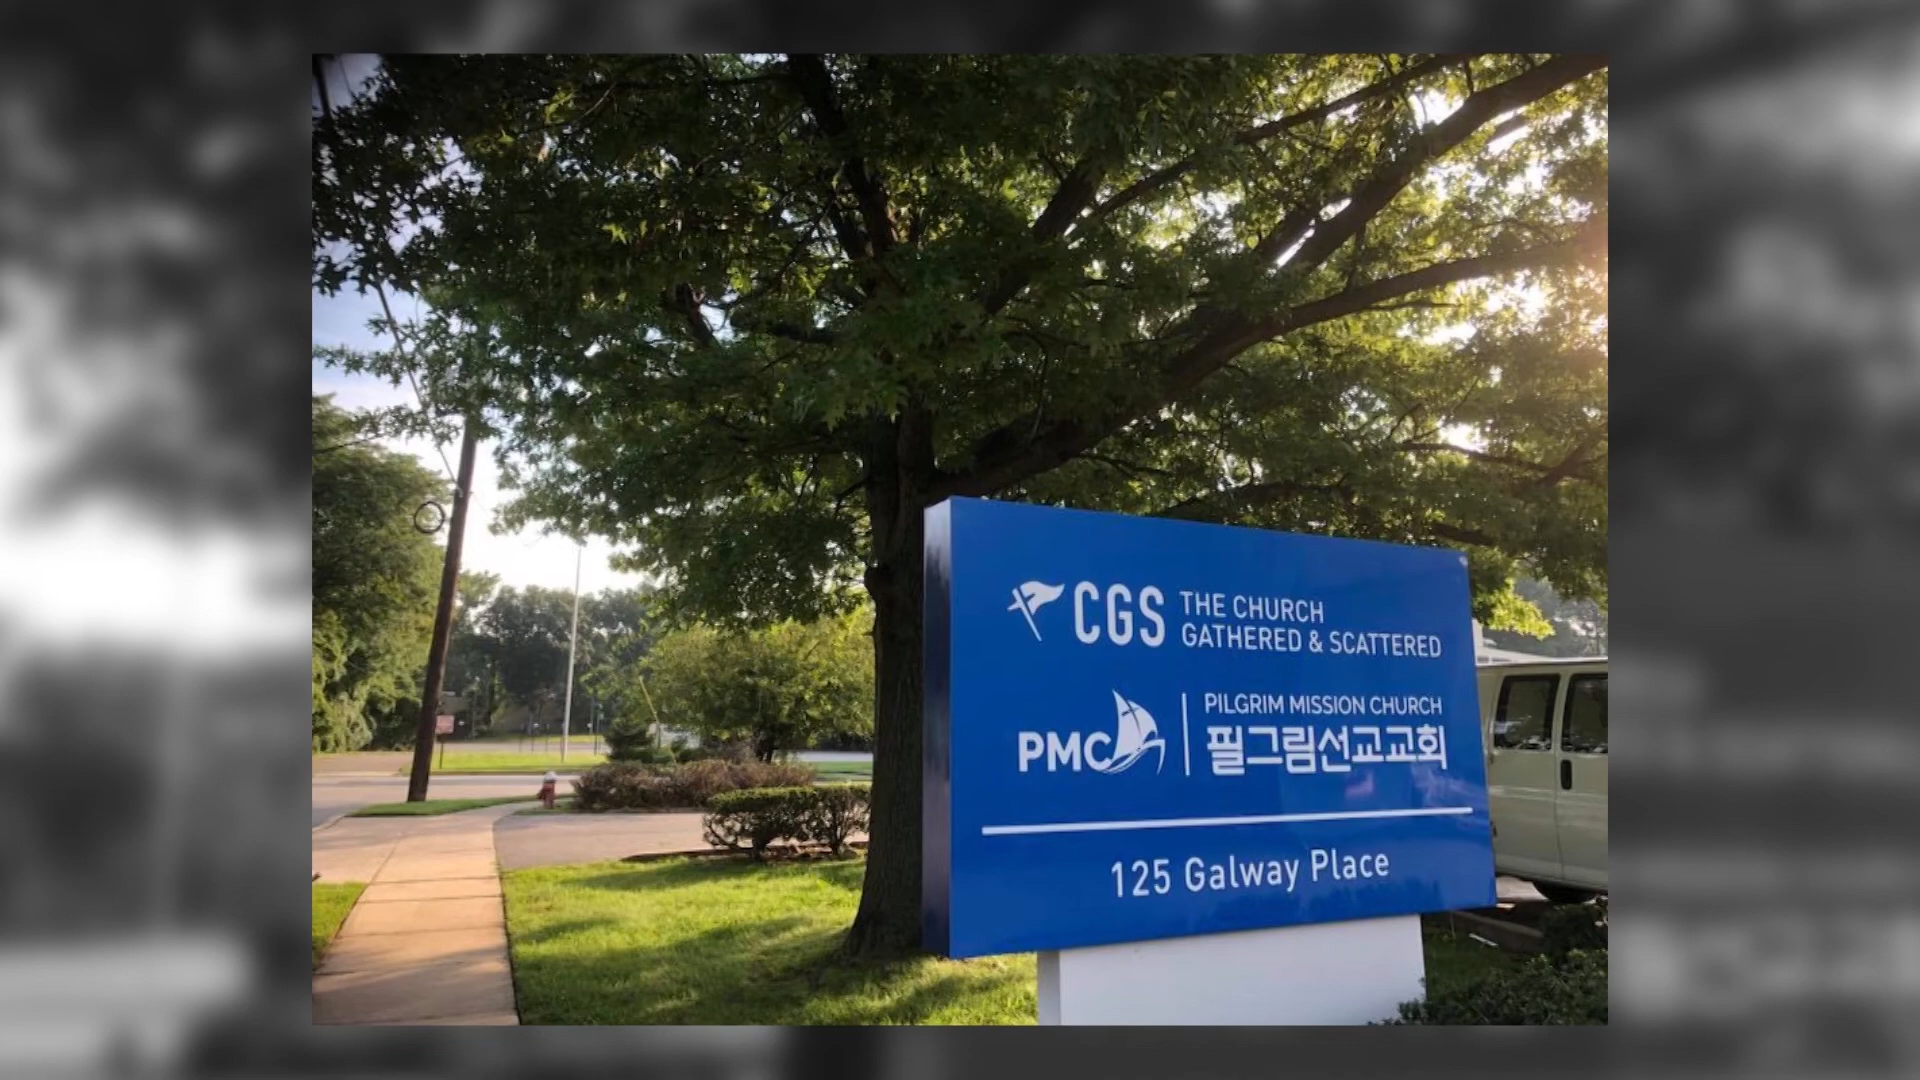 CGS THE CHURCH
GATHERED & SCATTERED
PMC PILGRIM MISSION CHURCH
필그림선교교회
125 Galway Place